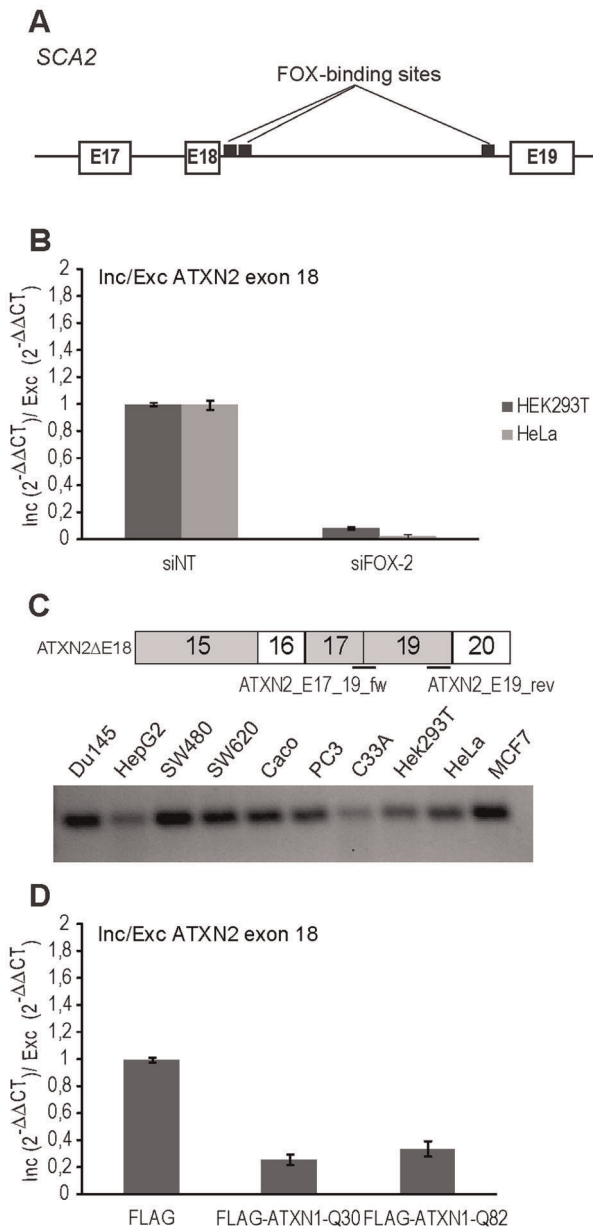 A
SCA2
FOX-binding sites
E17
E18
E19
B
Inc/Exc ATXN2 exon 18
Inc (2^-ΔΔCT)/ Exc (2^-ΔΔCT)
2
1,8
1,6
1,4
1,2
1
0,8
0,6
0,4
0,2
0
siNT
siFOX-2
HEK293T
HeLa
C
ATXN2ΔE18
15
16
17
19
20
ATXN2_E17_19_fw
ATXN2_E19_rev
Du145
HepG2
SW480
SW620
Caco
PC3
C33A
Hek293T
HeLa
MCF7
D
Inc/Exc ATXN2 exon 18
Inc (2^-ΔΔCT)/ Exc (2^-ΔΔCT)
2
1,8
1,6
1,4
1,2
1
0,8
0,6
0,4
0,2
0
FLAG
FLAG-ATXN1-Q30
FLAG-ATXN1-Q82